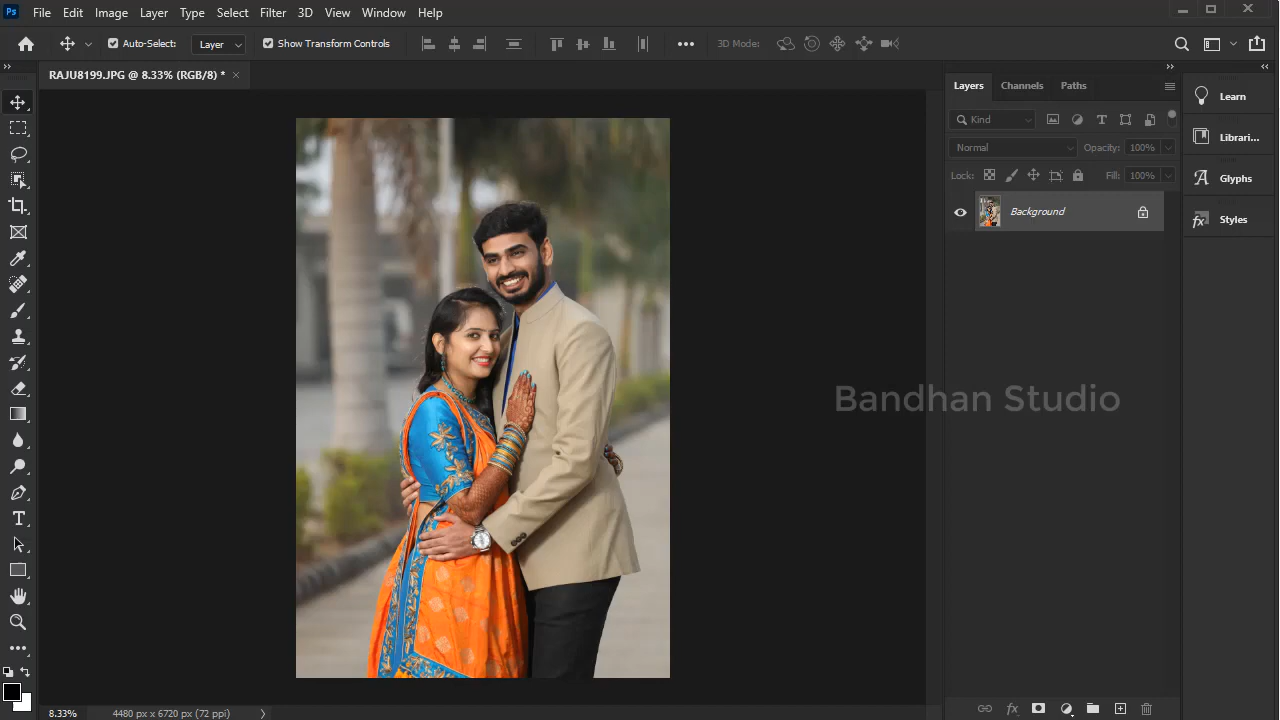 Ps File Edit Image Layer Type Select Filter 3D View Window Help
Auto-Select: Layer Show Transform Controls 3D Mode:
RAJU8199.JPG @ 8.33% (RGB/8) *
Layers Channels Paths
Learn
Kind
Librari...
Normal Opacity: 100%
Lock: Fill: 100%
Glyphs
Background
Styles
Bandhan Studio
8.33% 4480 px x 6720 px (72 ppi)